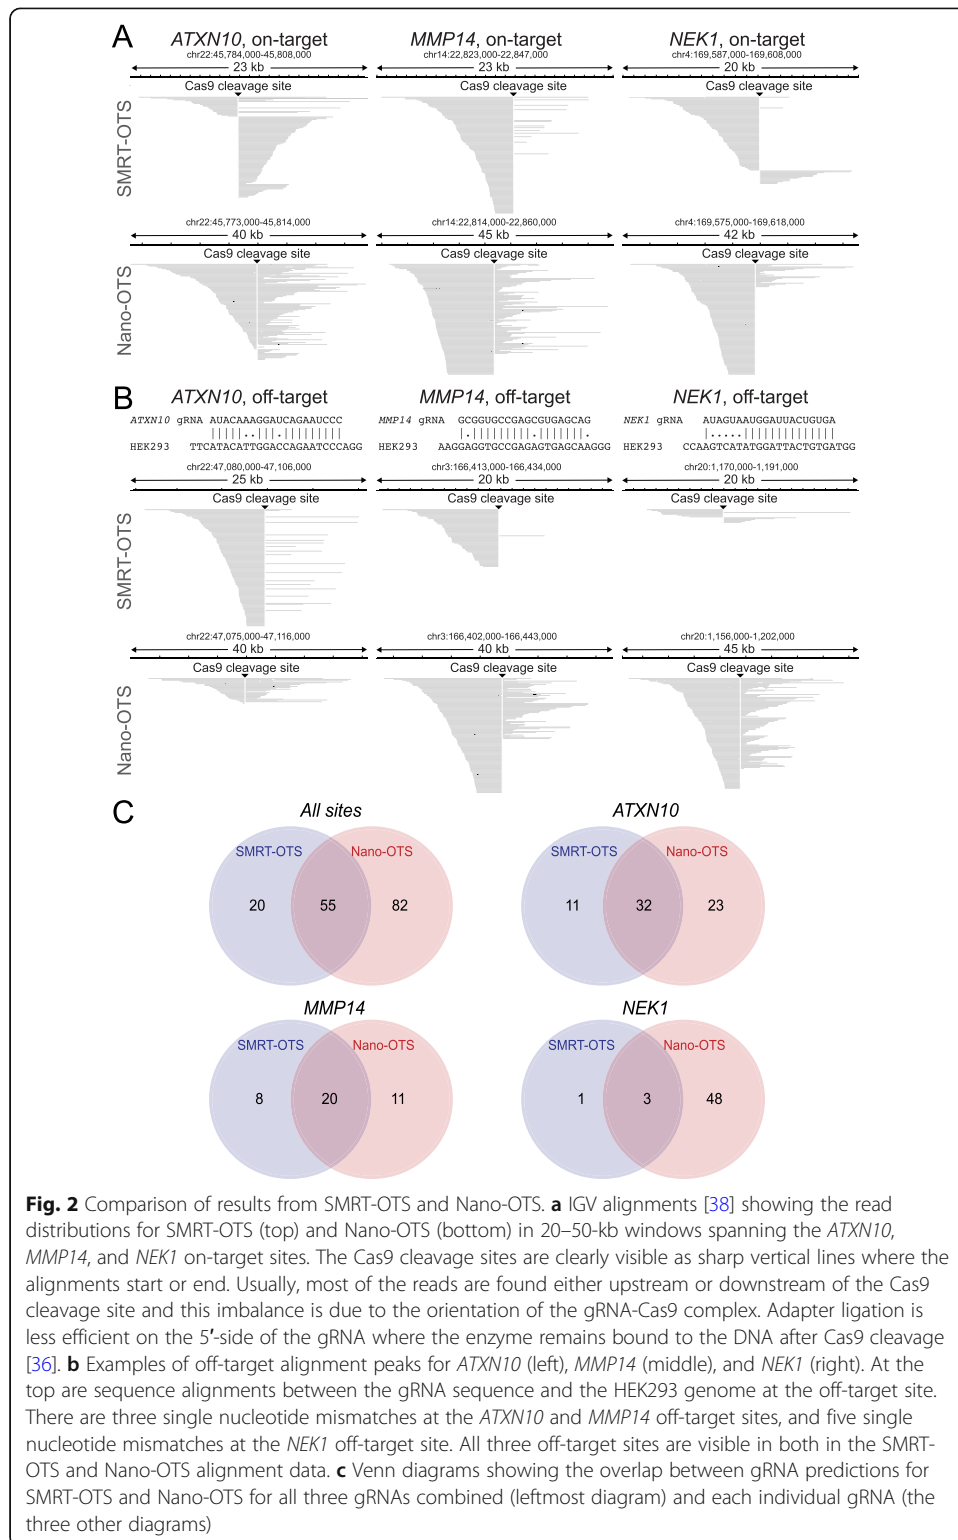 A
ATXN10, on-target
chr22:45,784,000-45,808,000
23 kb
Cas9 cleavage site
MMP14, on-target
chr14:22,823,000-22,847,000
23 kb
Cas9 cleavage site
NEK1, on-target
chr4:169,587,000-169,608,000
20 kb
Cas9 cleavage site
SMRT-OTS
chr22:45,773,000-45,814,000
40 kb
Cas9 cleavage site
chr14:22,814,000-22,860,000
45 kb
Cas9 cleavage site
chr4:169,575,000-169,618,000
42 kb
Cas9 cleavage site
Nano-OTS
B
ATXN10, off-target
ATXN10 gRNA AUACAAAGGAUCAGAAUCCC
HEK293 TTCATACATTGGACCAGAATCCCAGG
chr22:47,080,000-47,106,000
25 kb
Cas9 cleavage site
MMP14, off-target
MMP14 gRNA GCGGUGCCGAGCGUGAGCAG
HEK293 AAGGAGGTGCCGAGAGTGAGCAAGGG
chr3:166,413,000-166,434,000
20 kb
Cas9 cleavage site
NEK1, off-target
NEK1 gRNA AUAGUAAUGGAUUACUGUGA
HEK293 CCAAGTCATATGGATTACTGTGATGG
chr20:1,170,000-1,191,000
20 kb
Cas9 cleavage site
SMRT-OTS
chr22:47,075,000-47,116,000
40 kb
Cas9 cleavage site
chr3:166,402,000-166,443,000
40 kb
Cas9 cleavage site
chr20:1,156,000-1,202,000
45 kb
Cas9 cleavage site
Nano-OTS
C
All sites
SMRT-OTS
Nano-OTS
20
55
82
ATXN10
SMRT-OTS
Nano-OTS
11
32
23
MMP14
SMRT-OTS
Nano-OTS
8
20
11
NEK1
SMRT-OTS
Nano-OTS
1
3
48
Fig. 2 Comparison of results from SMRT-OTS and Nano-OTS. a IGV alignments [38] showing the read
distributions for SMRT-OTS (top) and Nano-OTS (bottom) in 20–50-kb windows spanning the ATXN10,
MMP14, and NEK1 on-target sites. The Cas9 cleavage sites are clearly visible as sharp vertical lines where the
alignments start or end. Usually, most of the reads are found either upstream or downstream of the Cas9
cleavage site and this imbalance is due to the orientation of the gRNA-Cas9 complex. Adapter ligation is
less efficient on the 5′-side of the gRNA where the enzyme remains bound to the DNA after Cas9 cleavage
[36]. b Examples of off-target alignment peaks for ATXN10 (left), MMP14 (middle), and NEK1 (right). At the
top are sequence alignments between the gRNA sequence and the HEK293 genome at the off-target site.
There are three single nucleotide mismatches at the ATXN10 and MMP14 off-target sites, and five single
nucleotide mismatches at the NEK1 off-target site. All three off-target sites are visible in both in the SMRT-
OTS and Nano-OTS alignment data. c Venn diagrams showing the overlap between gRNA predictions for
SMRT-OTS and Nano-OTS for all three gRNAs combined (leftmost diagram) and each individual gRNA (the
three other diagrams)